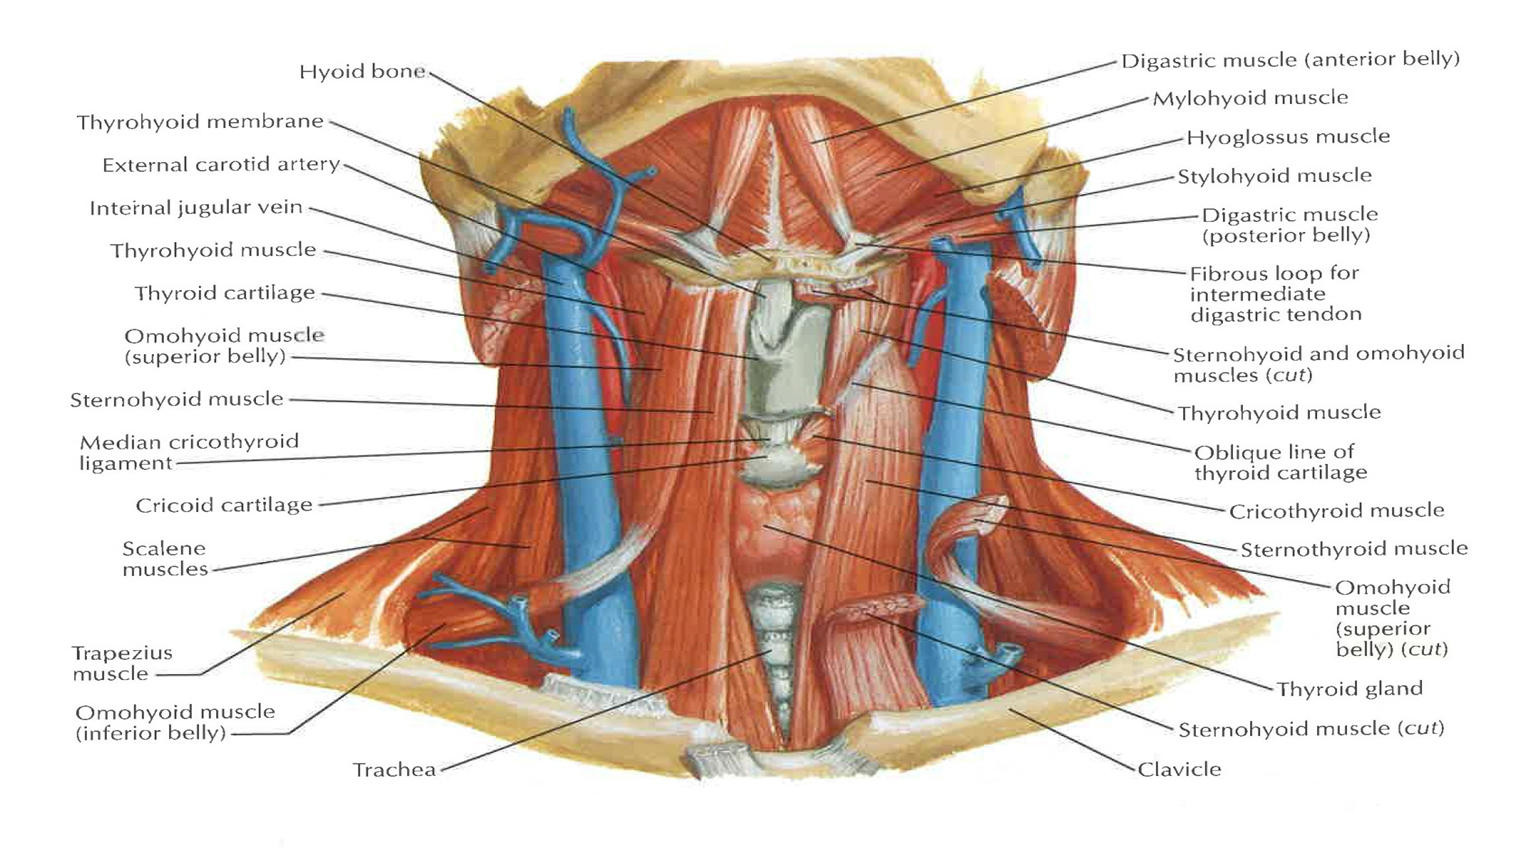 Hyoid bone
Thyrohyoid membrane
External carotid artery
Internal jugular vein
Thyrohyoid muscle
Thyroid cartilage
Omohyoid muscle
(superior belly)
Sternohyoid muscle
Median cricothyroid
ligament
Cricoid cartilage
Scalene
muscles
Trapezius
muscle
Omohyoid muscle
(inferior belly)
Trachea
Digastric muscle (anterior belly)
Mylohyoid muscle
Hyoglossus muscle
Stylohyoid muscle
Digastric muscle
(posterior belly)
Fibrous loop for
intermediate
digastric tendon
Sternohyoid and omohyoid
muscles (cut)
Thyrohyoid muscle
Oblique line of
thyroid cartilage
Cricothyroid muscle
Sternothyroid muscle
Omohyoid
muscle
(superior
belly) (cut)
Thyroid gland
Sternohyoid muscle (cut)
Clavicle